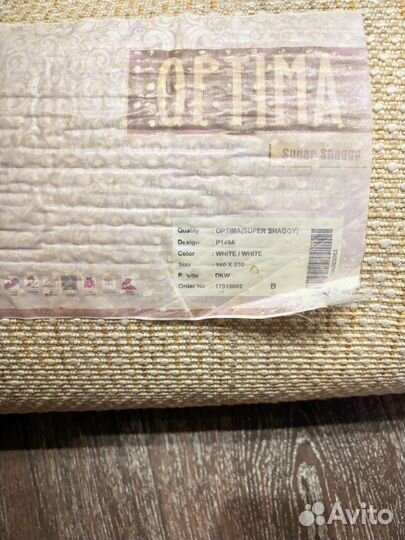 OPTIMA
SUPER SHAGGY
Quality : OPTIMA(SUPER SHAGGY)
Design : P149A
Color : WHITE / WHITE
Size : 160 X 230
Palette : DKW
Order No : 17015002 B
Avito